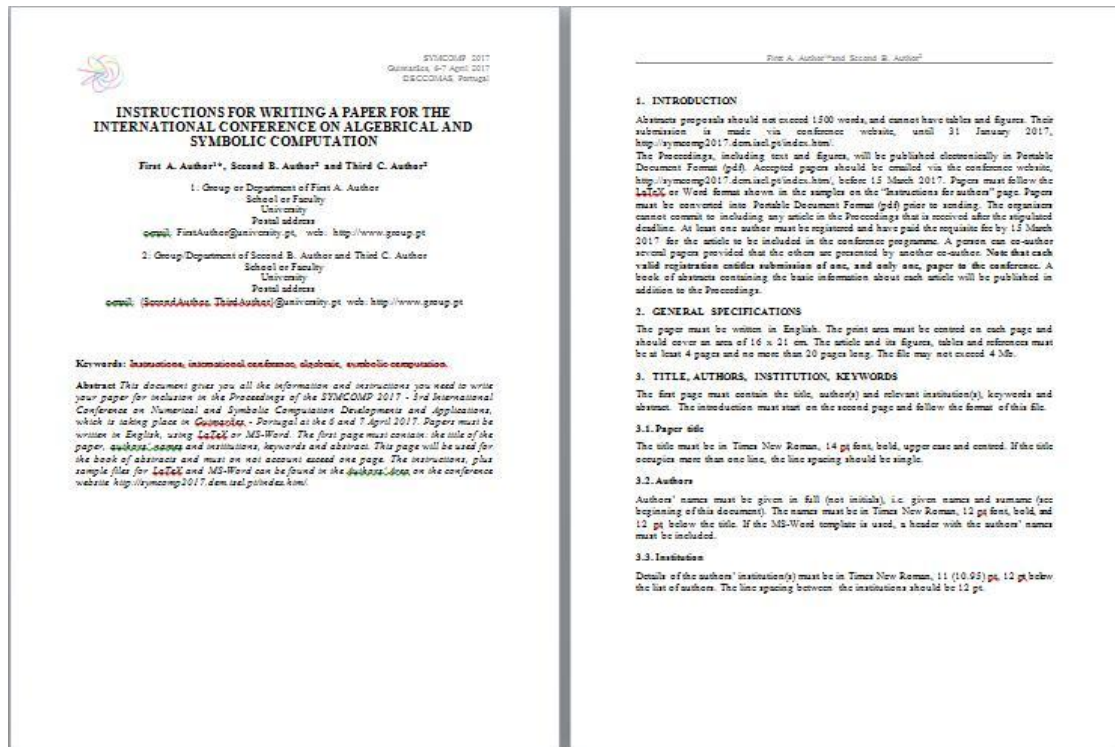 SYMCOMP 2017
Guimarães, 6-7 April 2017
©ECCOMAS, Portugal
INSTRUCTIONS FOR WRITING A PAPER FOR THE
INTERNATIONAL CONFERENCE ON ALGEBRICAL AND
SYMBOLIC COMPUTATION
First A. Author¹*, Second B. Author² and Third C. Author²
1: Group or Department of First A. Author
School or Faculty
University
Postal address
e-mail: FirstAuthor@university.pt, web: http://www.group.pt
2: Group/Department of Second B. Author and Third C. Author
School or Faculty
University
Postal address
e-mail: {SecondAuthor, ThirdAuthor}@university.pt web: http://www.group.pt
Keywords: Instructions, international conference, algebric, symbolic computation.
Abstract This document gives you all the information and instructions you need to write
your paper for inclusion in the Proceedings of the SYMCOMP 2017 - 3rd International
Conference on Numerical and Symbolic Computation Developments and Applications,
which is taking place in Guimarães, - Portugal at the 6 and 7 April 2017. Papers must be
written in English, using LaTeX or MS-Word. The first page must contain: the title of the
paper, authors' names and institutions, keywords and abstract. This page will be used for
the book of abstracts and must on not account exceed one page. The instructions, plus
sample files for LaTeX and MS-Word can be found in the Authors' Area on the conference
website http://symcomp2017.dem.isel.pt/index.htm/.
First A. Author¹* and Second B. Author²
1. INTRODUCTION
Abstracts proposals should not exceed 1500 words, and cannot have tables and figures. Their
submission is made via conference website, until 31 January 2017,
http://symcomp2017.dem.isel.pt/index.htm/.
The Proceedings, including text and figures, will be published electronically in Portable
Document Format (pdf). Accepted papers should be emailed via the conference website,
http://symcomp2017.dem.isel.pt/index.htm/, before 15 March 2017. Papers must follow the
LaTeX or Word format shown in the samples on the "Instructions for authors" page. Papers
must be converted into Portable Document Format (pdf) prior to sending. The organisers
cannot commit to including any article in the Proceedings that is received after the stipulated
deadline. At least one author must be registered and have paid the requisite fee by 15 March
2017 for the article to be included in the conference programme. A person can co-author
several papers provided that the others are presented by another co-author. Note that each
valid registration entitles submission of one, and only one, paper to the conference. A
book of abstracts containing the basic information about each article will be published in
addition to the Proceedings.
2. GENERAL SPECIFICATIONS
The paper must be written in English. The print area must be centred on each page and
should cover an area of 16 x 21 cm. The article and its figures, tables and references must
be at least 4 pages and no more than 20 pages long. The file may not exceed 4 Mb.
3. TITLE, AUTHORS, INSTITUTION, KEYWORDS
The first page must contain the title, author(s) and relevant institution(s), keywords and
abstract. The introduction must start on the second page and follow the format of this file.
3.1. Paper title
The title must be in Times New Roman, 14 pt font, bold, upper case and centred. If the title
occupies more than one line, the line spacing should be single.
3.2. Authors
Authors' names must be given in full (not initials), i.e. given names and surname (see
beginning of this document). The names must be in Times New Roman, 12 pt font, bold, and
12 pt below the title. If the MS-Word template is used, a header with the authors' names
must be included.
3.3. Institution
Details of the authors' institution(s) must be in Times New Roman, 11 (10.95) pt, 12 pt below
the list of authors. The line spacing between the institutions should be 12 pt.